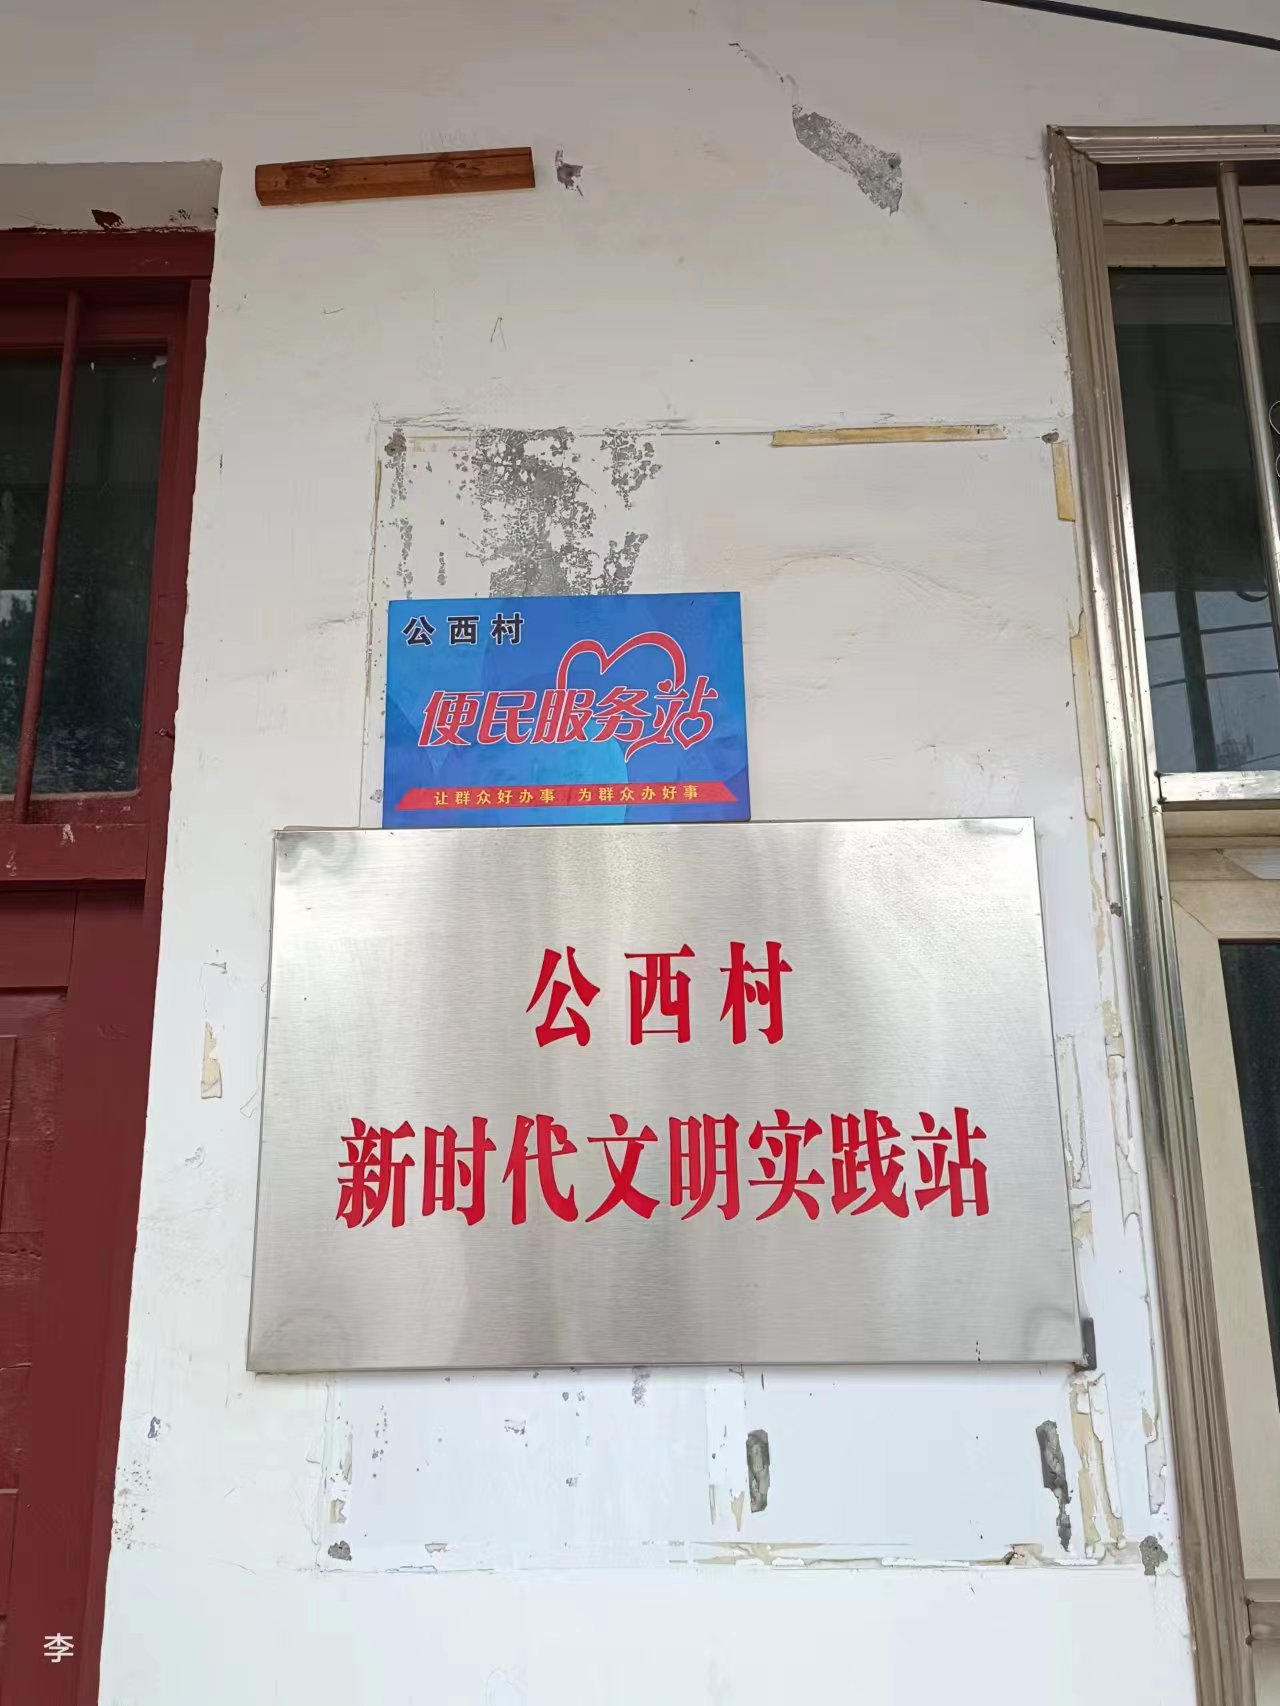 公西村
便民服务站
让群众好办事 为群众办好事
公西村
新时代文明实践站
李